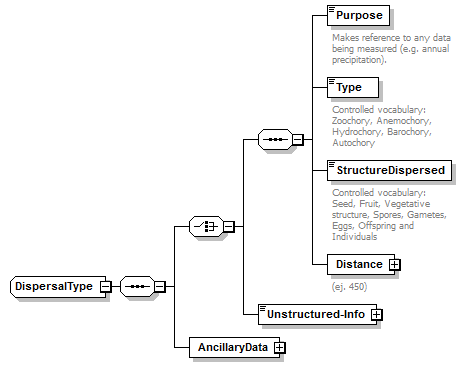 Purpose
Makes reference to any data
being measured (e.g. annual
precipitation).
Type
Controlled vocabulary:
Zoochory, Anemochory,
Hydrochory, Barochory,
Autochory
StructureDispersed
Controlled vocabulary:
Seed, Fruit, Vegetative
structure, Spores, Gametes,
Eggs, Offspring and
Individuals
Distance
(ej. 450)
DispersalType
Unstructured-Info
AncillaryData